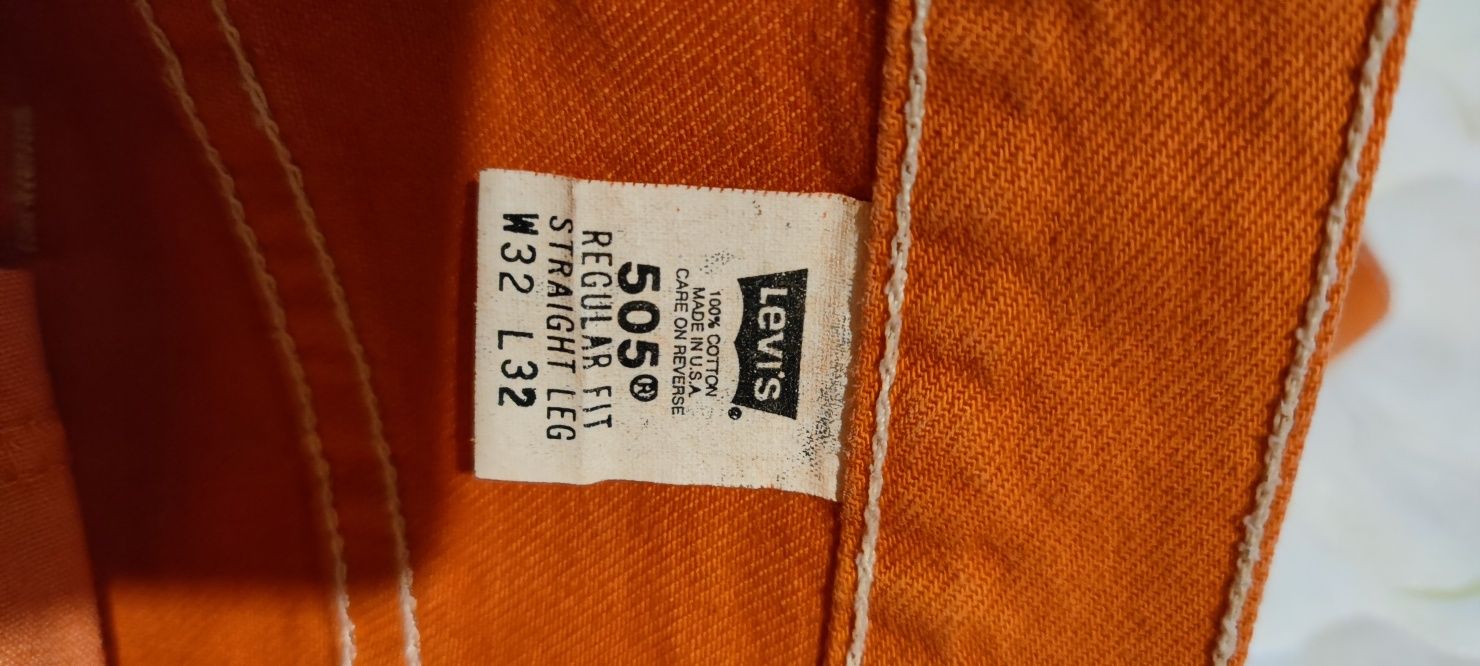 LEVI'S®
100% COTTON
MADE IN U.S.A.
CARE ON REVERSE
505®
REGULAR FIT
STRAIGHT LEG
W32 L32